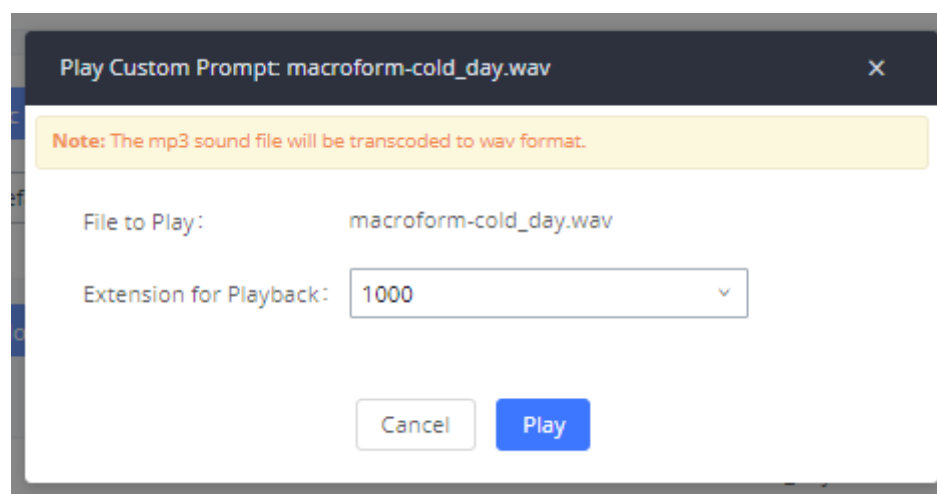 Play Custom Prompt: macroform-cold_day.wav
Note: The mp3 sound file will be transcoded to wav format.
File to Play: macroform-cold_day.wav
Extension for Playback: 1000
Cancel Play